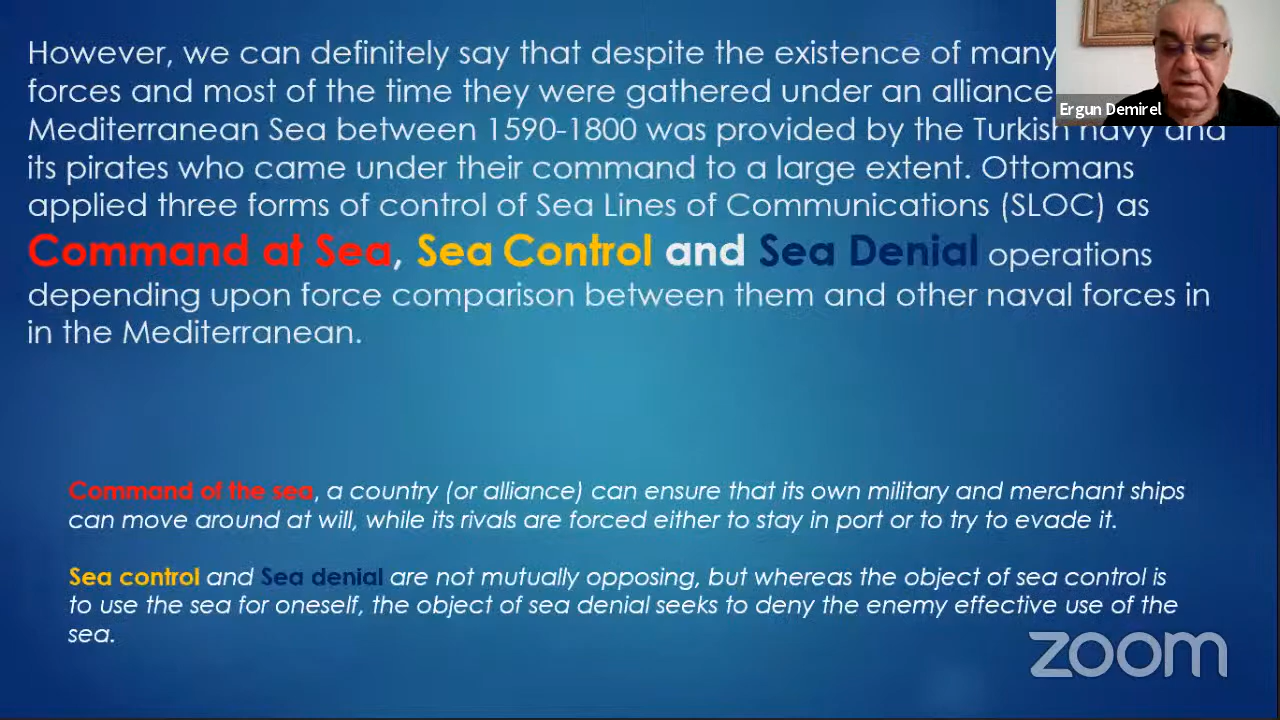 However, we can definitely say that despite the existence of many
forces and most of the time they were gathered under an alliance
Mediterranean Sea between 1590-1800 was provided by the Turkish navy and
its pirates who came under their command to a large extent. Ottomans
applied three forms of control of Sea Lines of Communications (SLOC) as
Command at Sea, Sea Control and Sea Denial operations
depending upon force comparison between them and other naval forces in
in the Mediterranean.
Command of the sea, a country (or alliance) can ensure that its own military and merchant ships
can move around at will, while its rivals are forced either to stay in port or to try to evade it.
Sea control and Sea denial are not mutually opposing, but whereas the object of sea control is
to use the sea for oneself, the object of sea denial seeks to deny the enemy effective use of the
sea.
Ergun Demirel
zoom